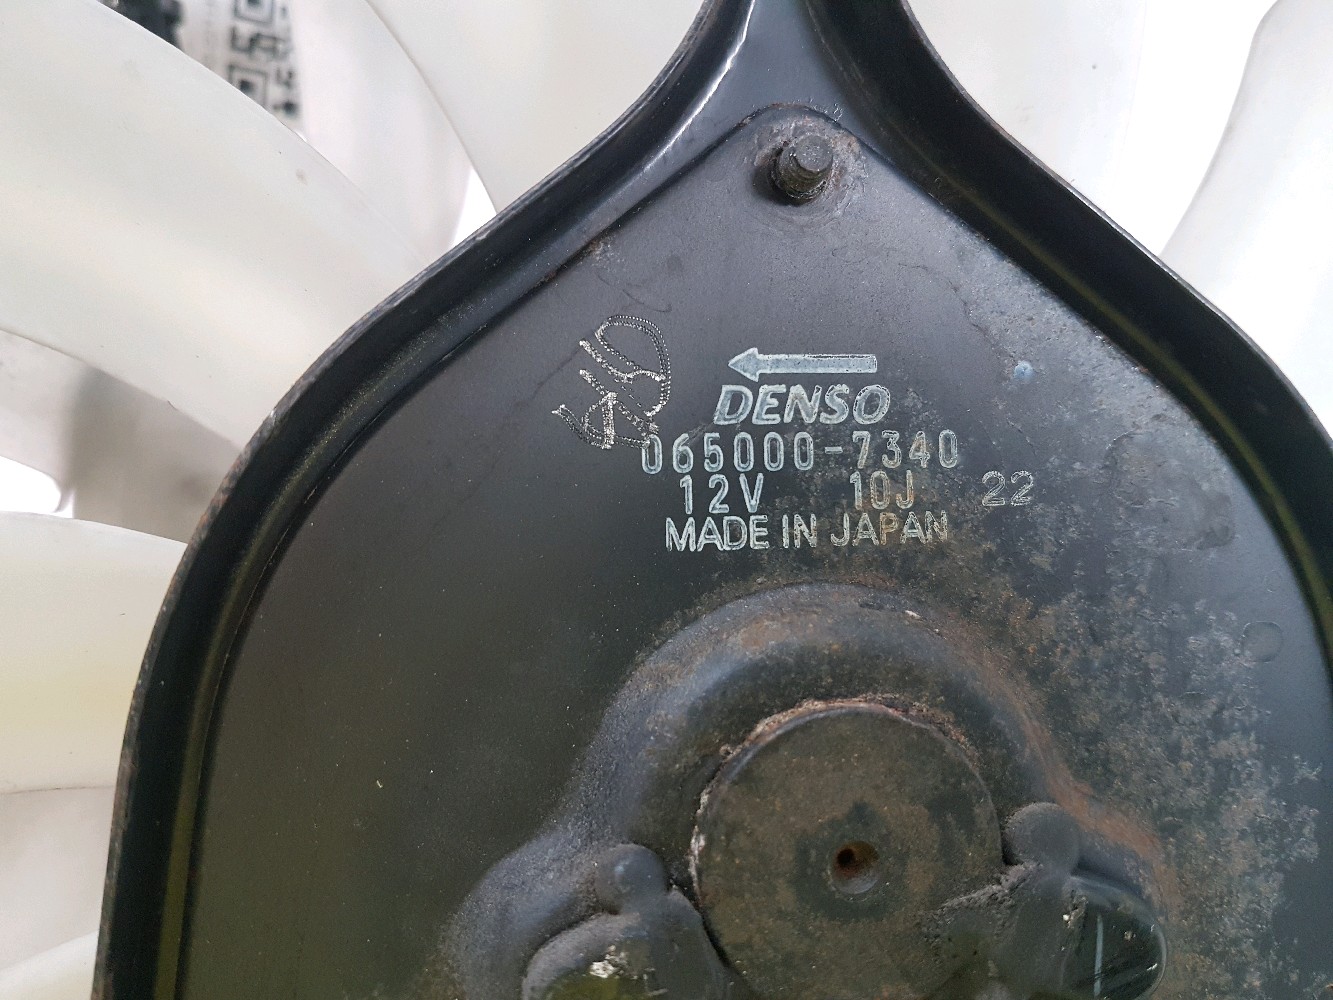 DENSO
065000-7340
12V 10J 22
MADE IN JAPAN